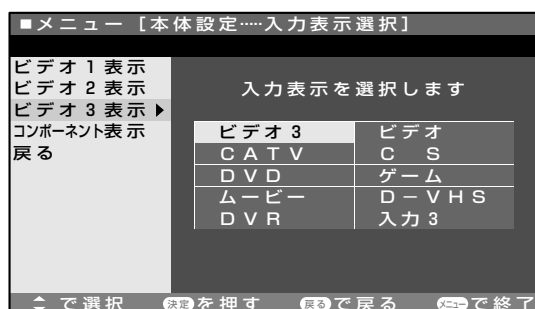 ■メニュー [本体設定……入力表示選択]
ビデオ1表示
ビデオ2表示
ビデオ3表示
コンポーネント表示
戻る
入力表示を選択します
ビデオ3 ビデオ
CATV CS
DVD ゲーム
ムービー D-VHS
DVR 入力3
で選択 決定を押す 戻るで戻る メニューで終了